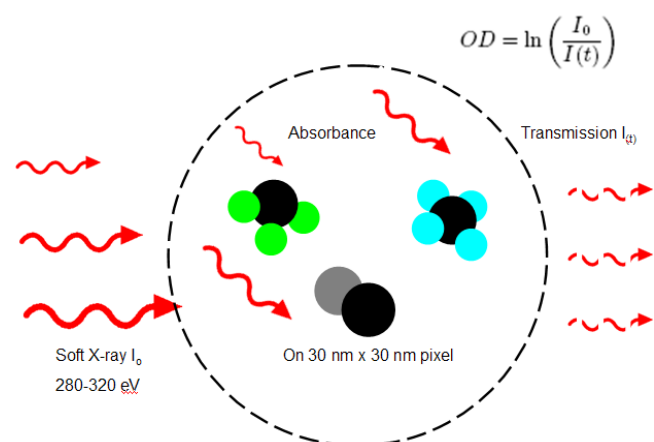 OD = ln(I₀/I(t))
Absorbance
Transmission I(t)
Soft X-ray Io
280-320 eV
On 30 nm x 30 nm pixel